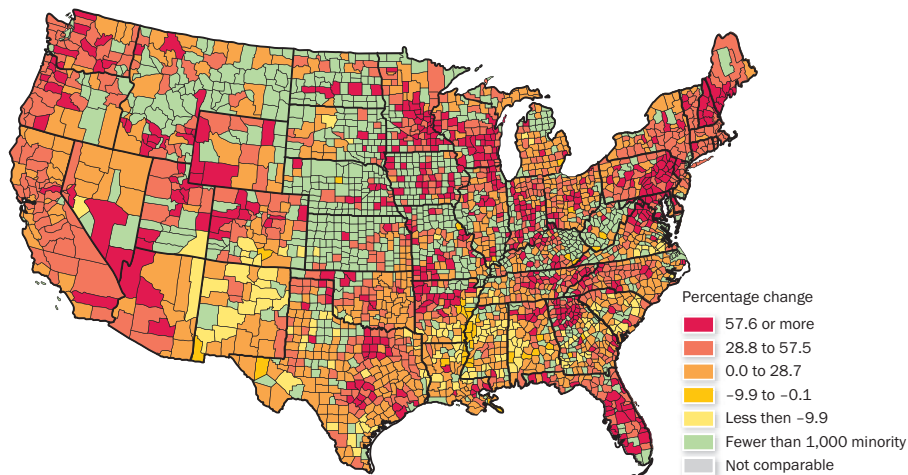 Percentage change
57.6 or more
28.8 to 57.5
0.0 to 28.7
–9.9 to –0.1
Less then –9.9
Fewer than 1,000 minority
Not comparable